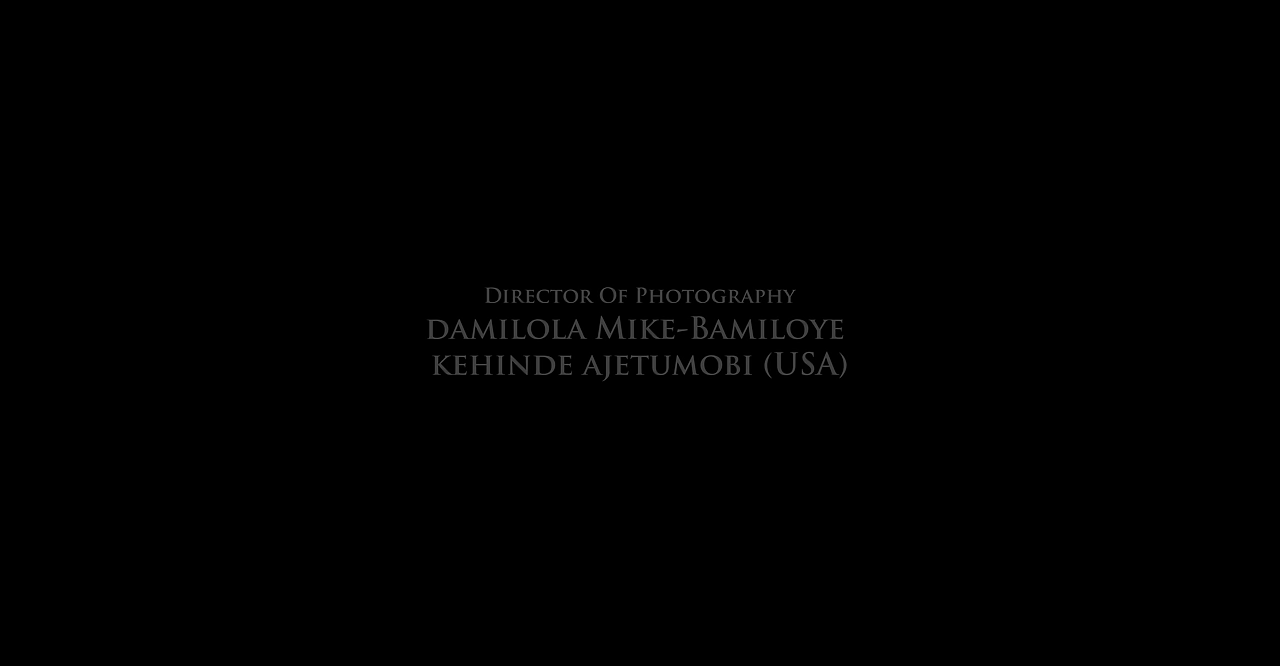 Director Of Photography
damilola Mike-Bamiloye
kehinde ajetumobi (USA)